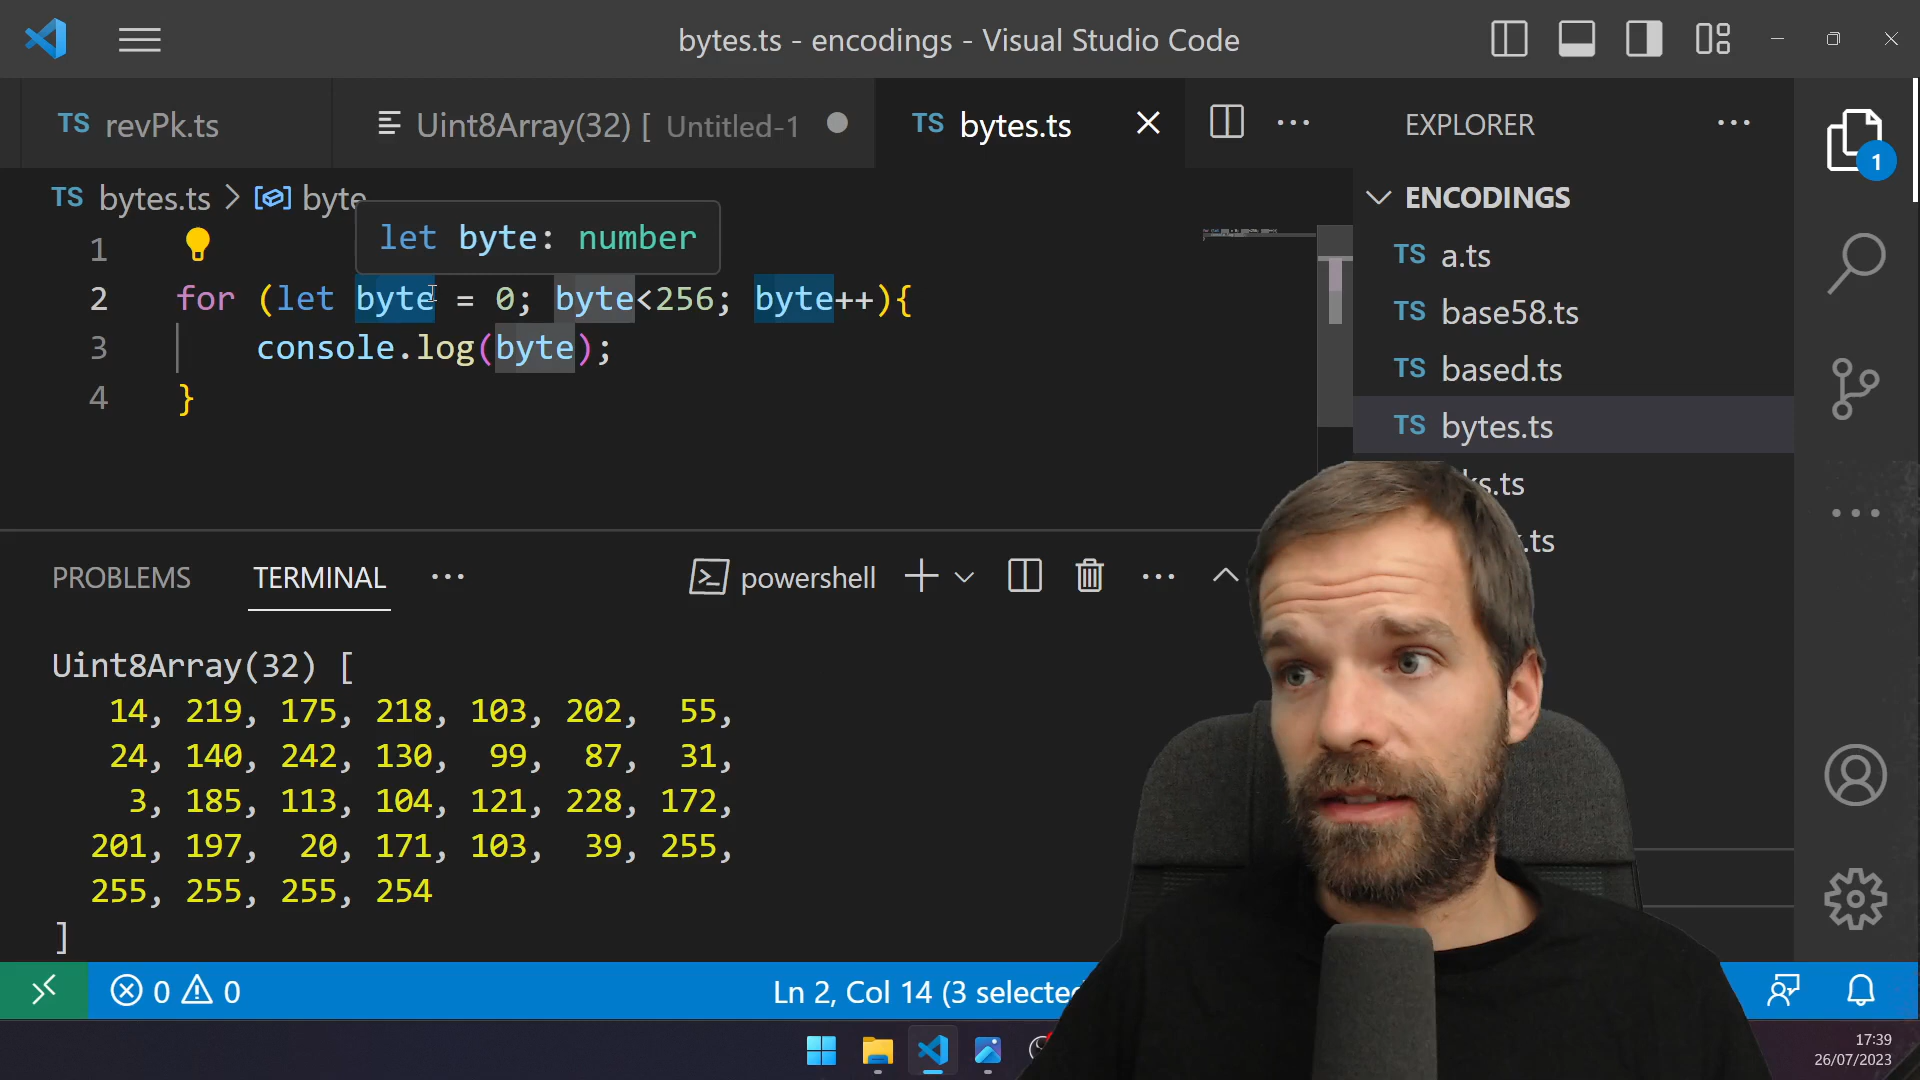 bytes.ts - encodings - Visual Studio Code
TS revPk.ts
Uint8Array(32) [ Untitled-1
TS bytes.ts
EXPLORER
1
TS bytes.ts > byte
ENCODINGS
let byte: number
1
2 for (let byte = 0; byte<256; byte++){
3 console.log(byte);
4 }
TS a.ts
TS base58.ts
TS based.ts
TS bytes.ts
ks.ts
.ts
PROBLEMS
TERMINAL
powershell
Uint8Array(32) [
14, 219, 175, 218, 103, 202, 55,
24, 140, 242, 130, 99, 87, 31,
3, 185, 113, 104, 121, 228, 172,
201, 197, 20, 171, 103, 39, 255,
255, 255, 255, 254
]
0 0
Ln 2, Col 14 (3 selected
17:39
26/07/2023